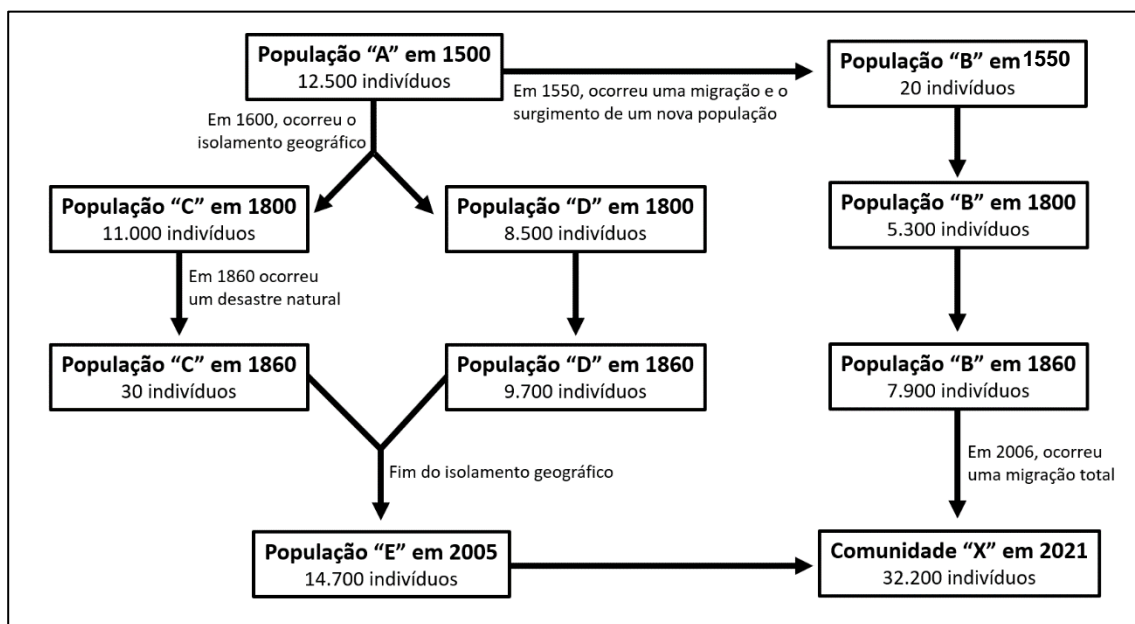 População “A” em 1500
12.500 indivíduos
Em 1550, ocorreu uma migração e o
surgimento de um nova população
População “B” em 1550
20 indivíduos
Em 1600, ocorreu o
isolamento geográfico
População “C” em 1800
11.000 indivíduos
População “D” em 1800
8.500 indivíduos
População “B” em 1800
5.300 indivíduos
Em 1860 ocorreu
um desastre natural
População “C” em 1860
30 indivíduos
População “D” em 1860
9.700 indivíduos
População “B” em 1860
7.900 indivíduos
Fim do isolamento geográfico
Em 2006, ocorreu
uma migração total
População “E” em 2005
14.700 indivíduos
Comunidade “X” em 2021
32.200 indivíduos